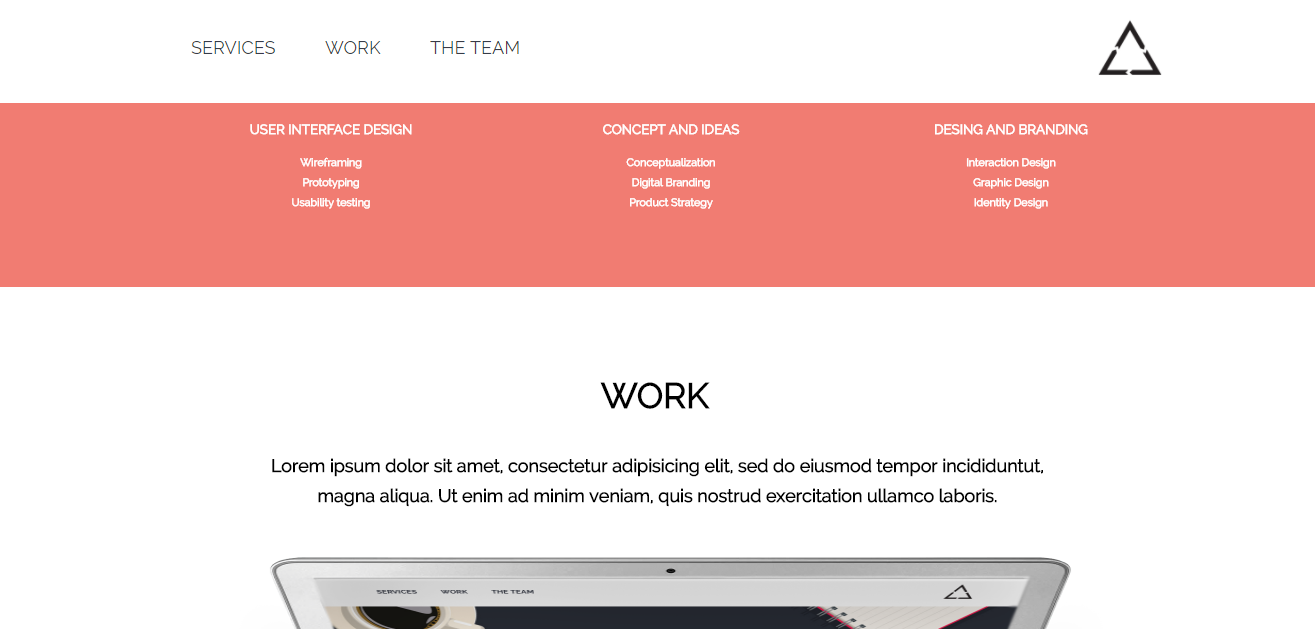 SERVICES WORK THE TEAM
USER INTERFACE DESIGN
Wireframing
Prototyping
Usability testing
CONCEPT AND IDEAS
Conceptualization
Digital Branding
Product Strategy
DESING AND BRANDING
Interaction Design
Graphic Design
Identity Design
WORK
Lorem ipsum dolor sit amet, consectetur adipisicing elit, sed do eiusmod tempor incididuntut,
magna aliqua. Ut enim ad minim veniam, quis nostrud exercitation ullamco laboris.
SERVICES WORK THE TEAM